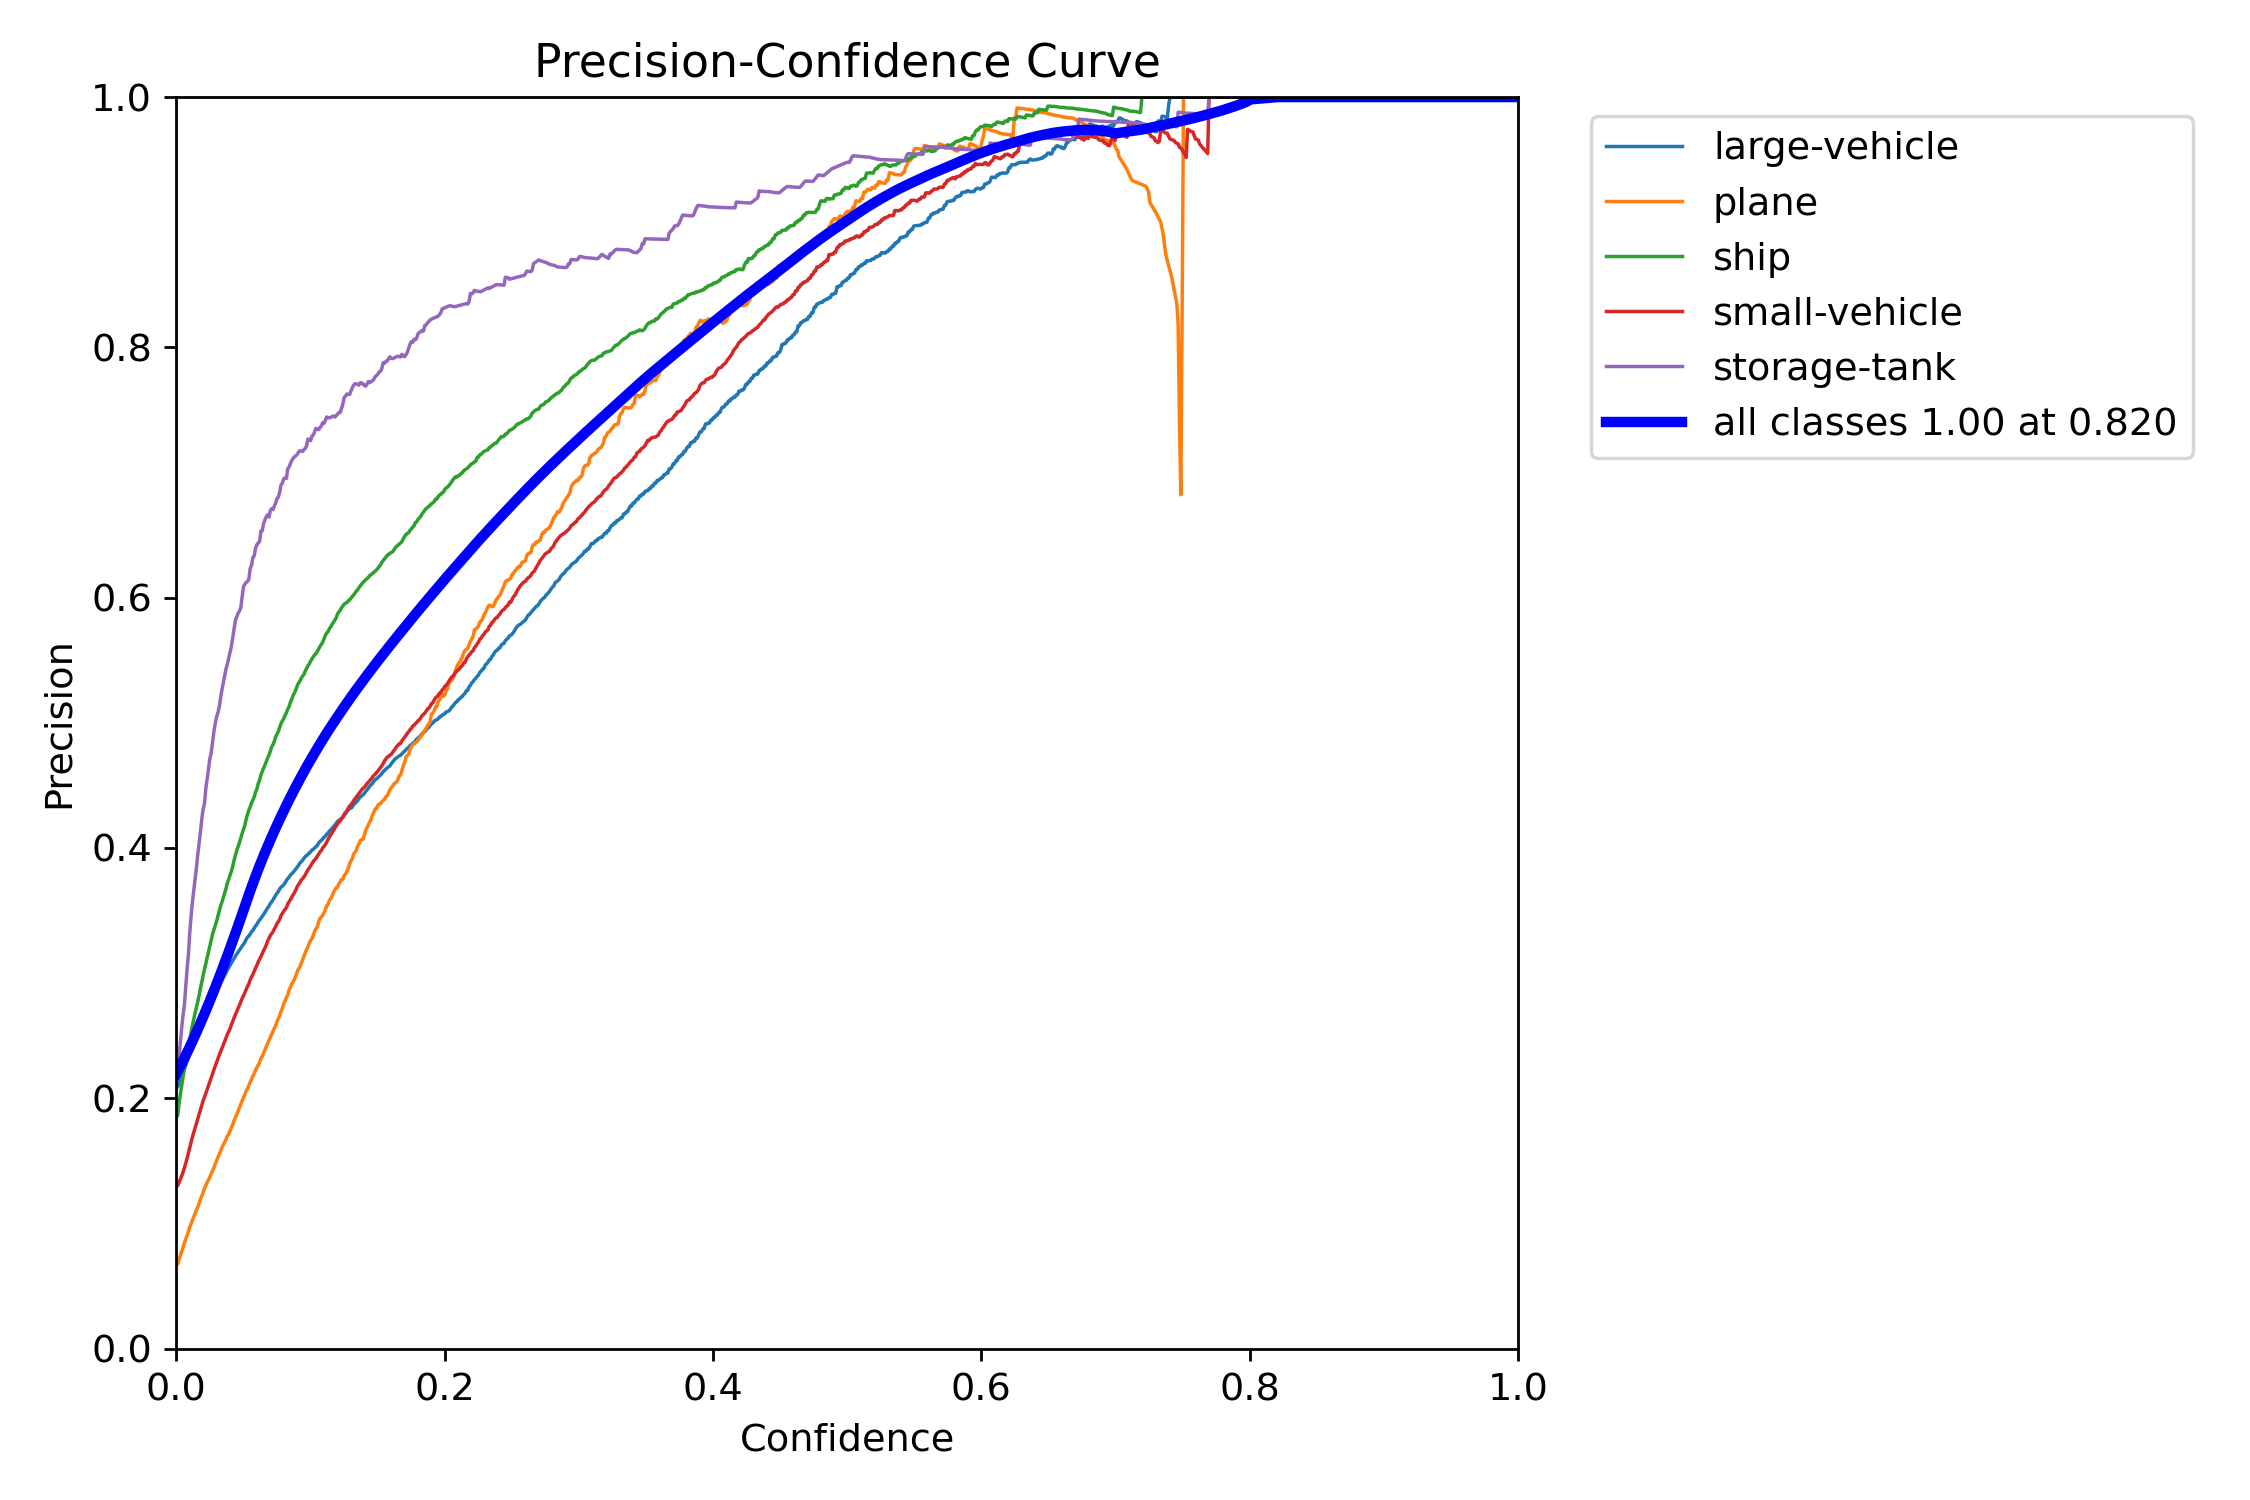 Precision-Confidence Curve
1.0
0.8
0.6
0.4
0.2
0.0
Precision
0.0 0.2 0.4 0.6 0.8 1.0
Confidence
large-vehicle
plane
ship
small-vehicle
storage-tank
all classes 1.00 at 0.820